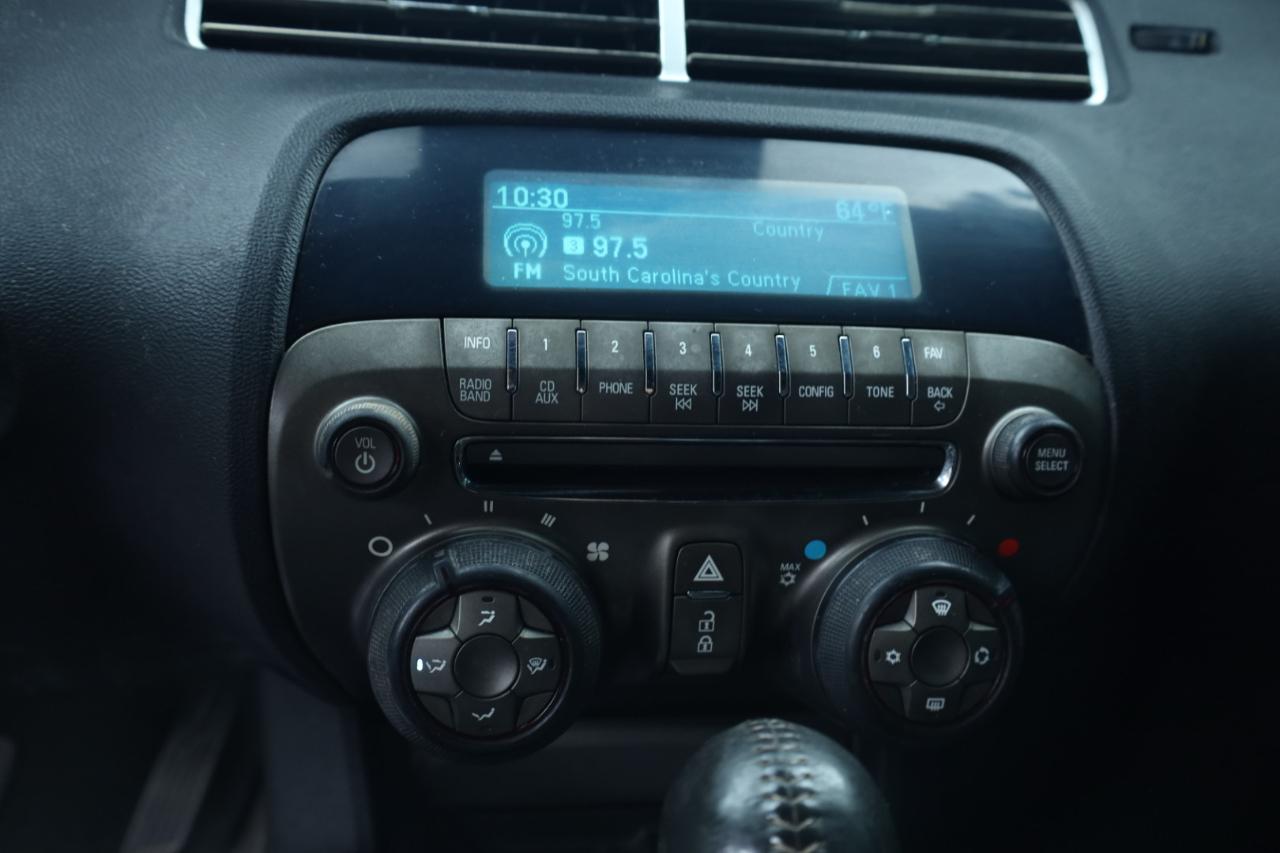 10:30 64°F
97.5 Country
3 97.5
FM South Carolina's Country FAV 1
INFO 1 2 3 4 5 6 FAV
RADIO BAND CD AUX PHONE SEEK SEEK CONFIG TONE BACK
VOL
MENU
SELECT
MAX